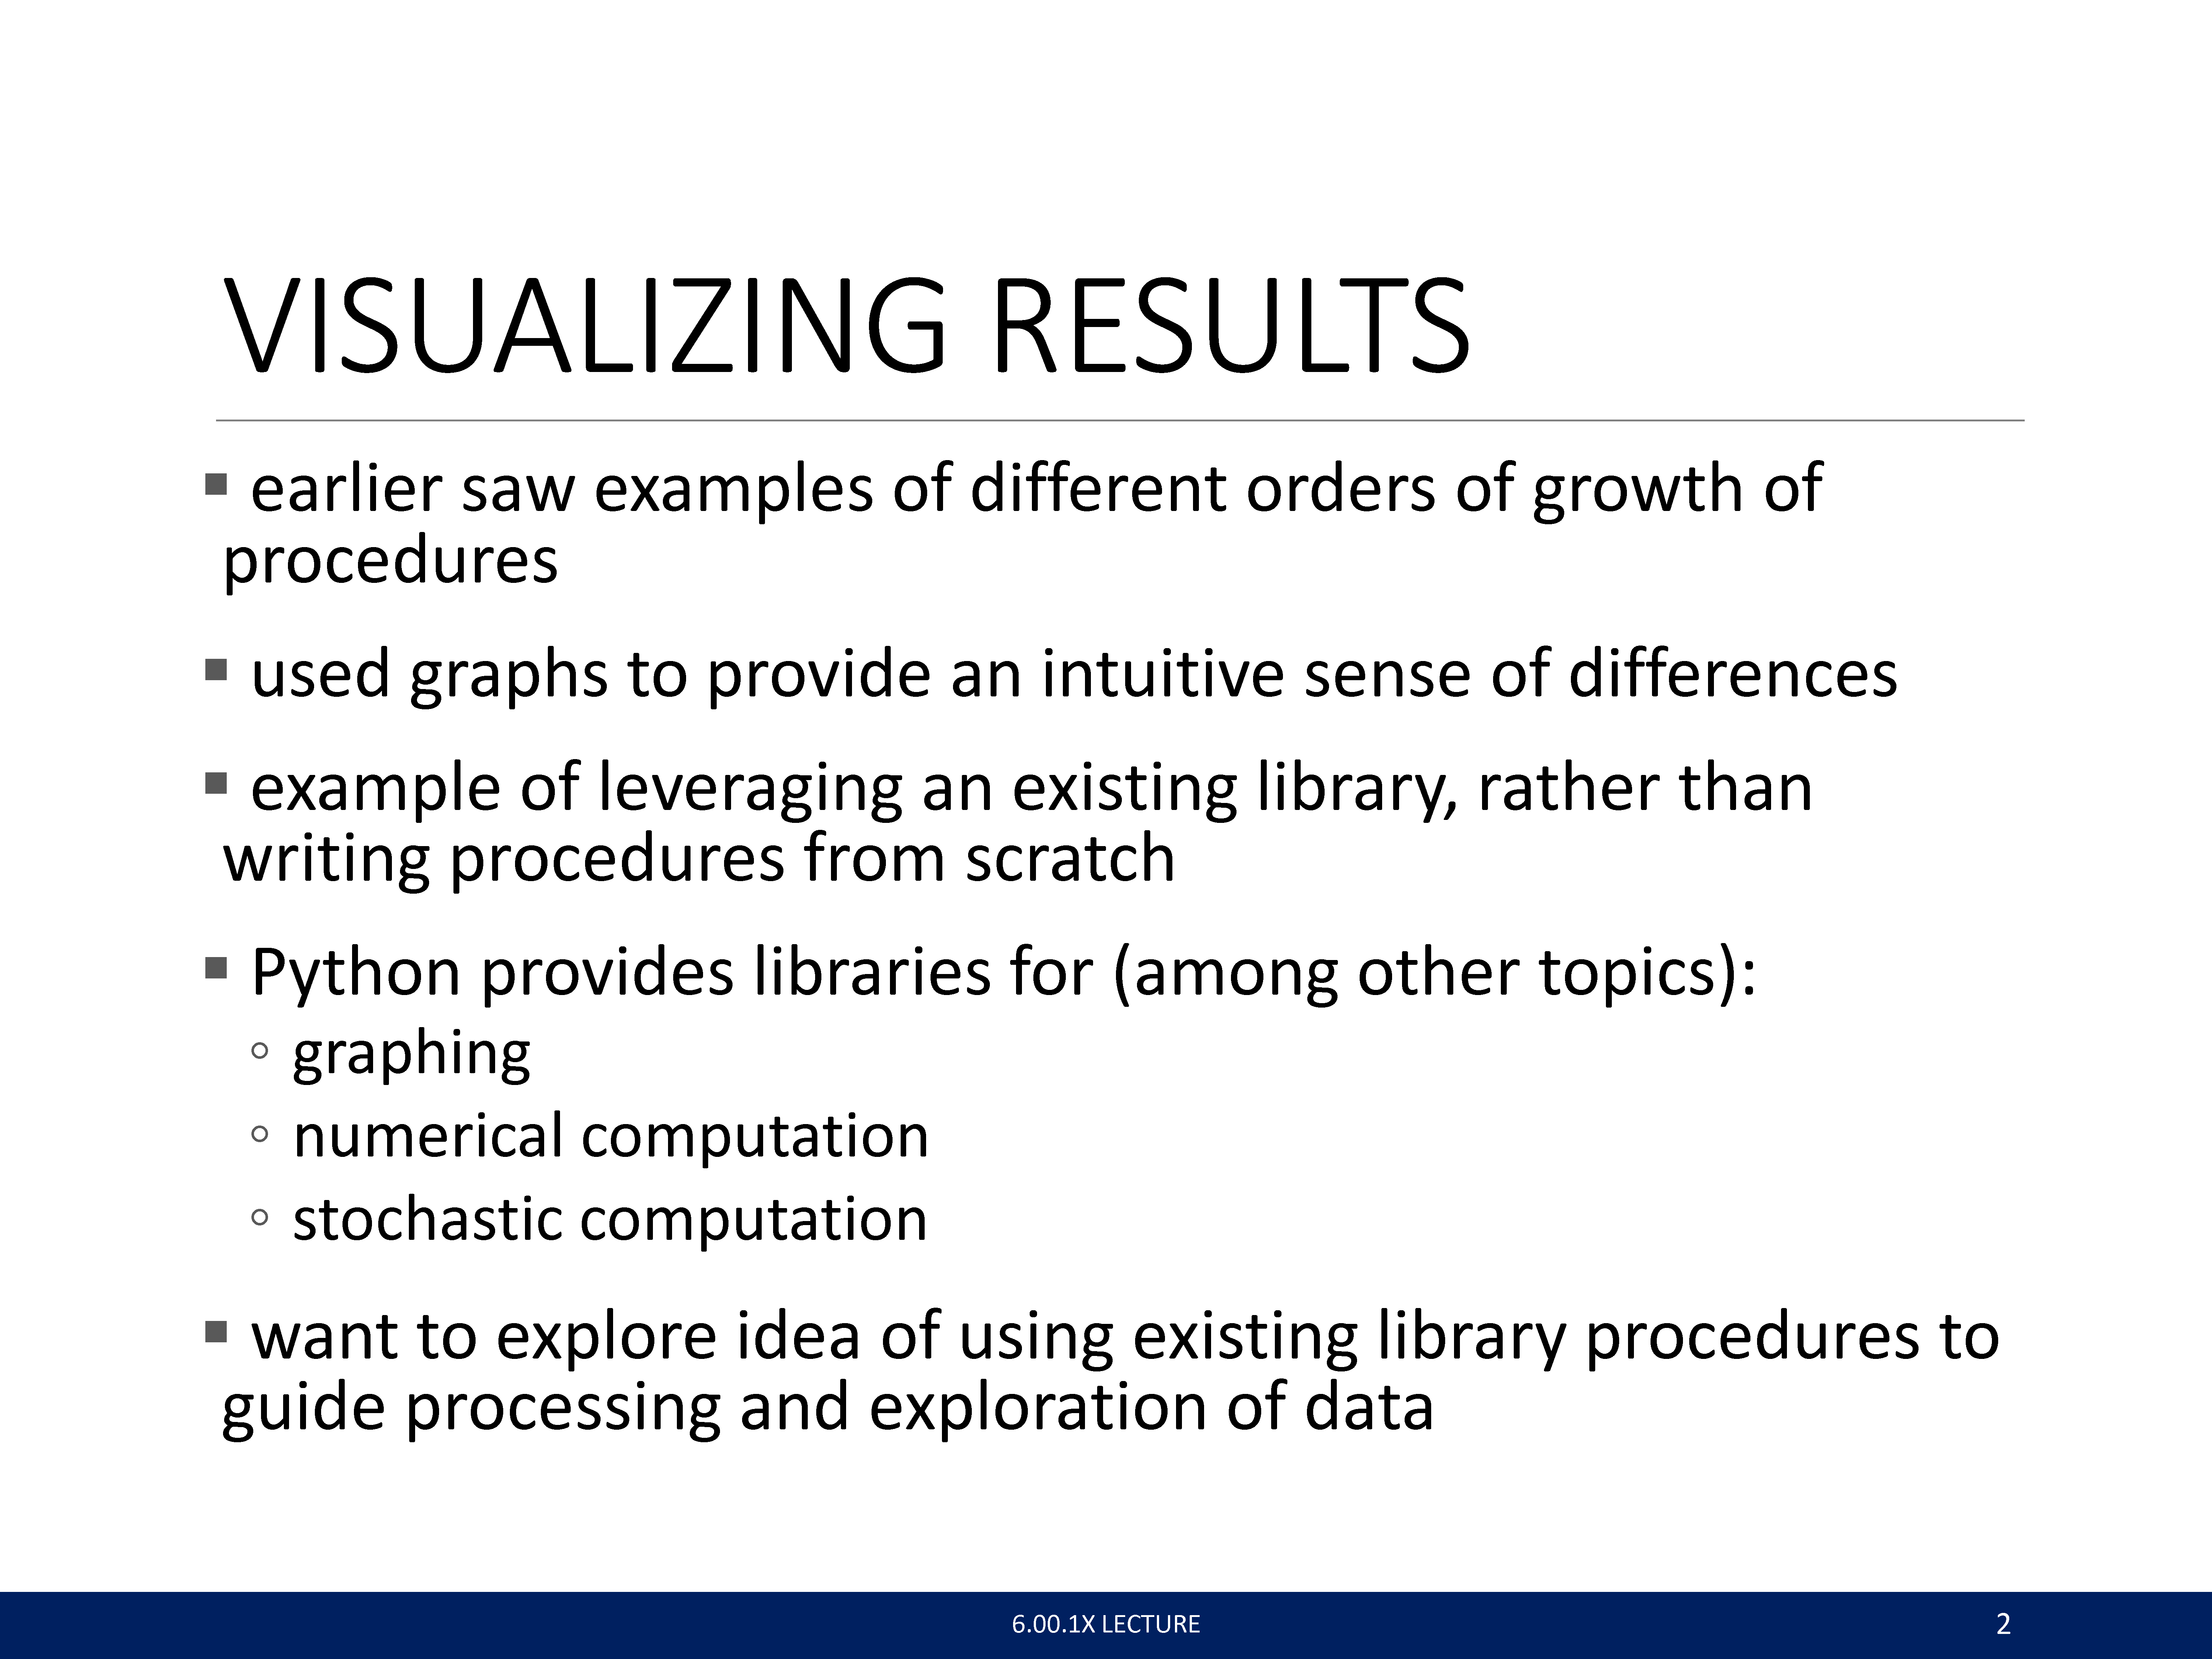 VISUALIZING RESULTS
▪ earlier saw examples of different orders of growth of
procedures
▪ used graphs to provide an intuitive sense of differences
▪ example of leveraging an existing library, rather than
writing procedures from scratch
▪ Python provides libraries for (among other topics):
◦ graphing
◦ numerical computation
◦ stochastic computation
▪ want to explore idea of using existing library procedures to
guide processing and exploration of data
6.00.1X LECTURE
2